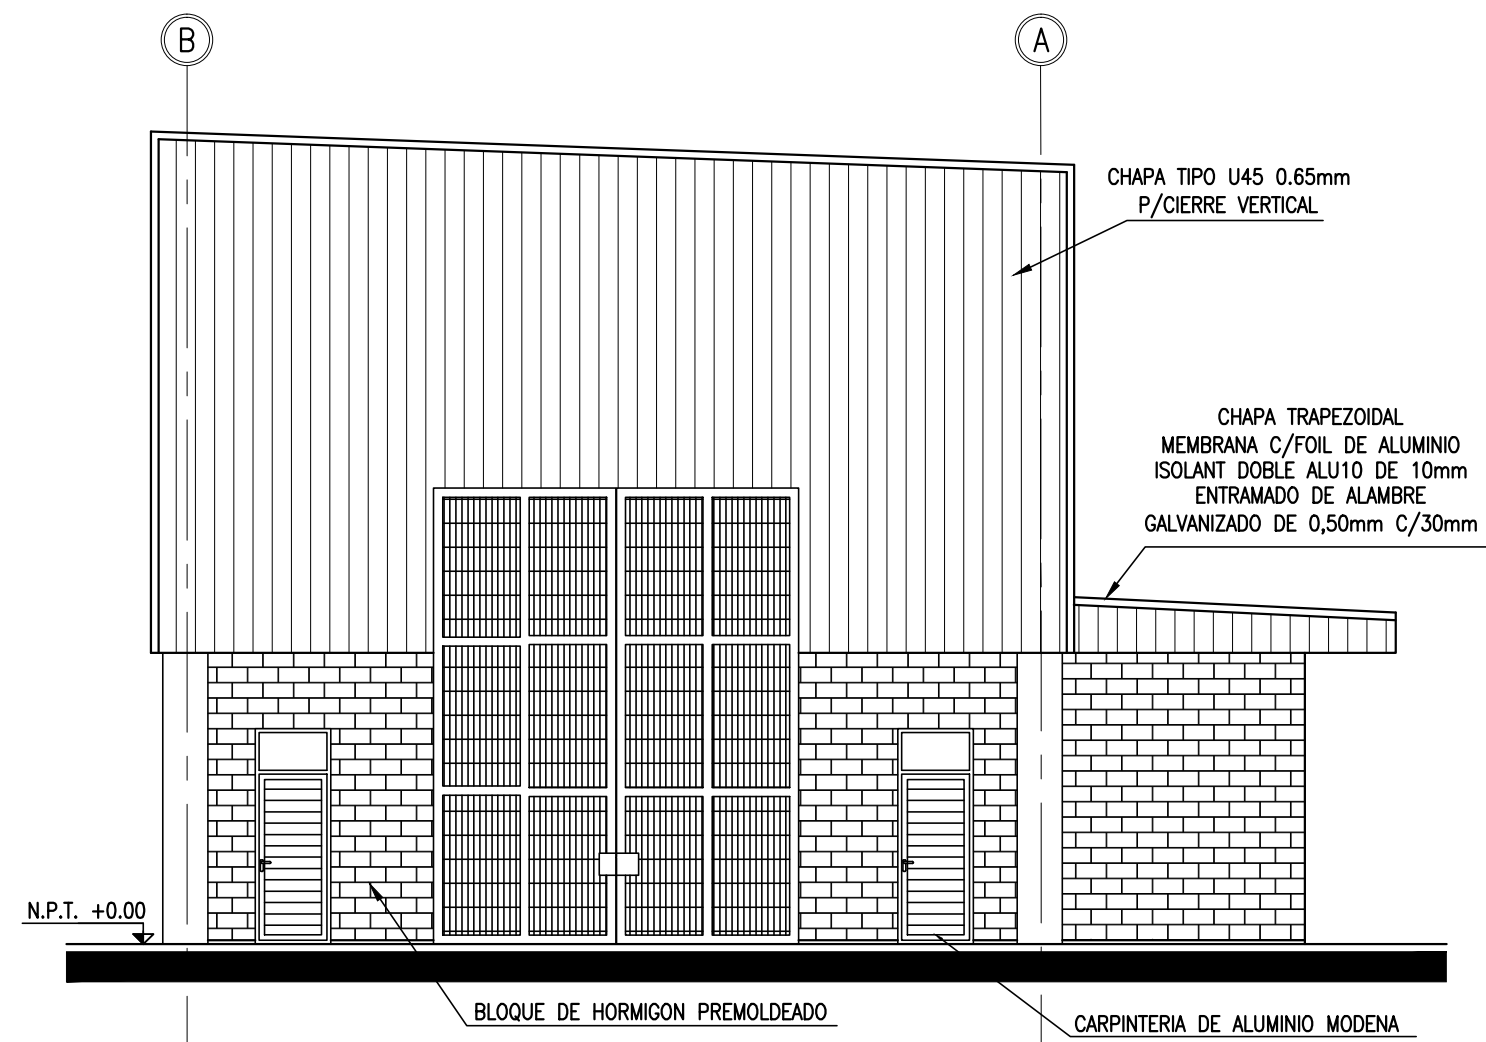 B
A
CHAPA TIPO U45 0.65mm
P/CIERRE VERTICAL
CHAPA TRAPEZOIDAL
MEMBRANA C/FOIL DE ALUMINIO
ISOLANT DOBLE ALU10 DE 10mm
ENTRAMADO DE ALAMBRE
GALVANIZADO DE 0,50mm C/30mm
N.P.T. +0.00
BLOQUE DE HORMIGON PREMOLDEADO
CARPINTERIA DE ALUMINIO MODENA